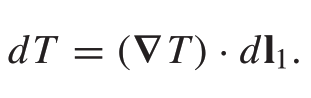 dT = (∇T) · dl₁.